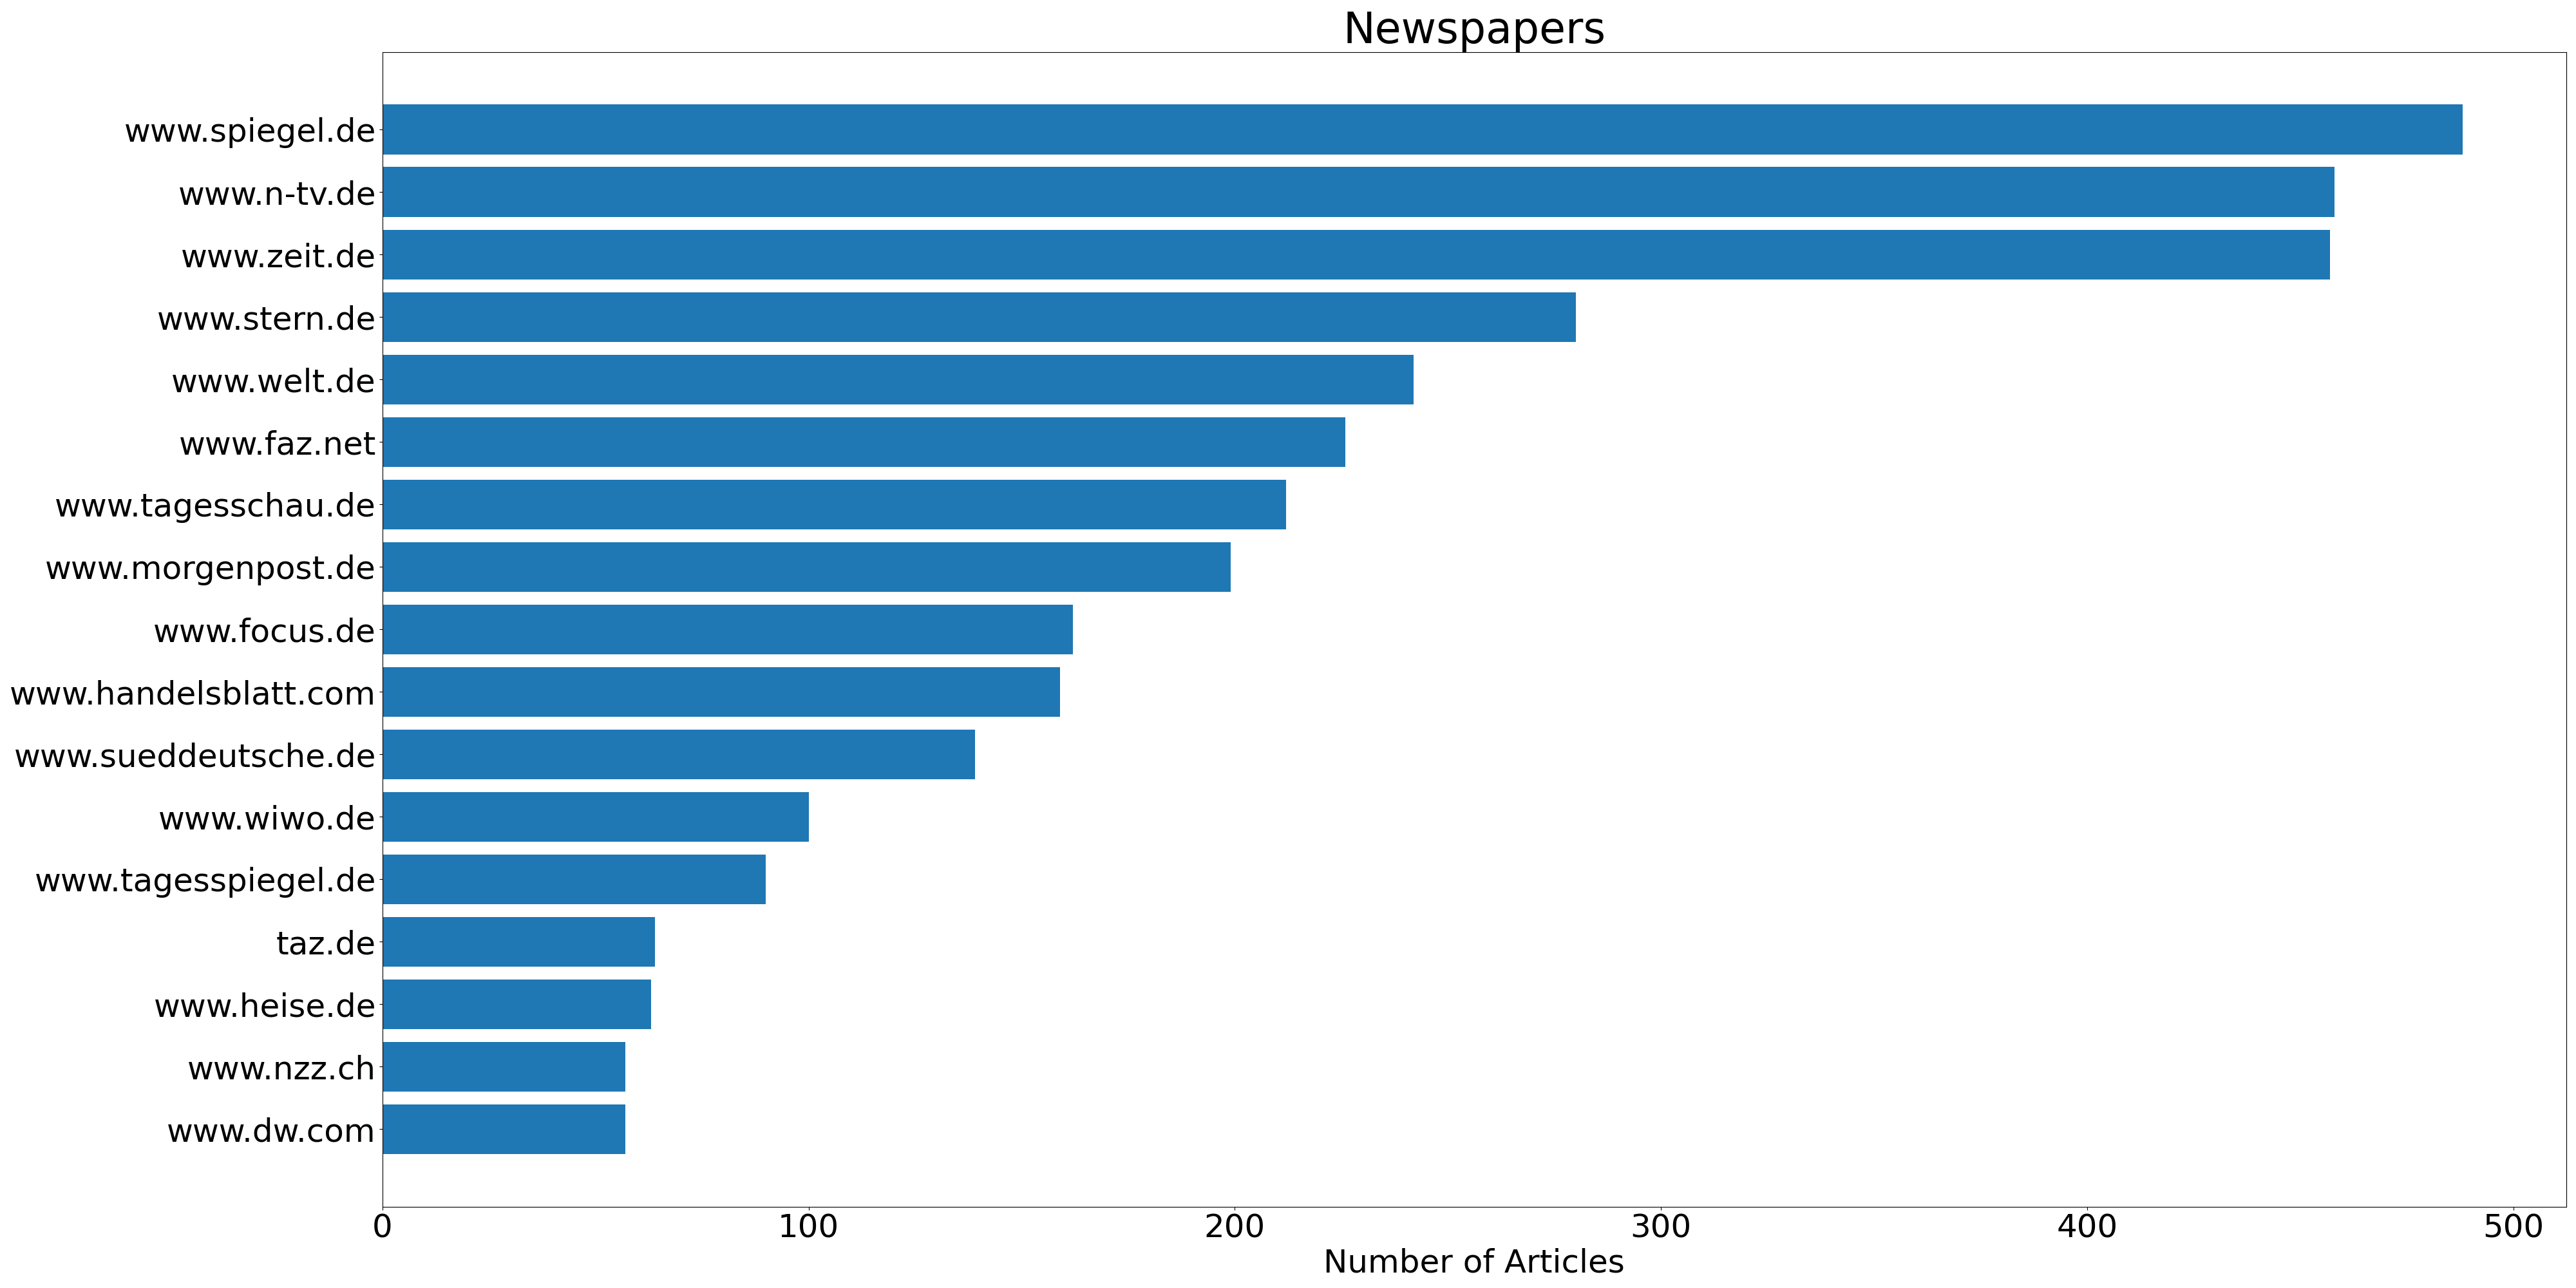 Newspapers
www.spiegel.de
www.n-tv.de
www.zeit.de
www.stern.de
www.welt.de
www.faz.net
www.tagesschau.de
www.morgenpost.de
www.focus.de
www.handelsblatt.com
www.sueddeutsche.de
www.wiwo.de
www.tagesspiegel.de
taz.de
www.heise.de
www.nzz.ch
www.dw.com
0 100 200 300 400 500
Number of Articles